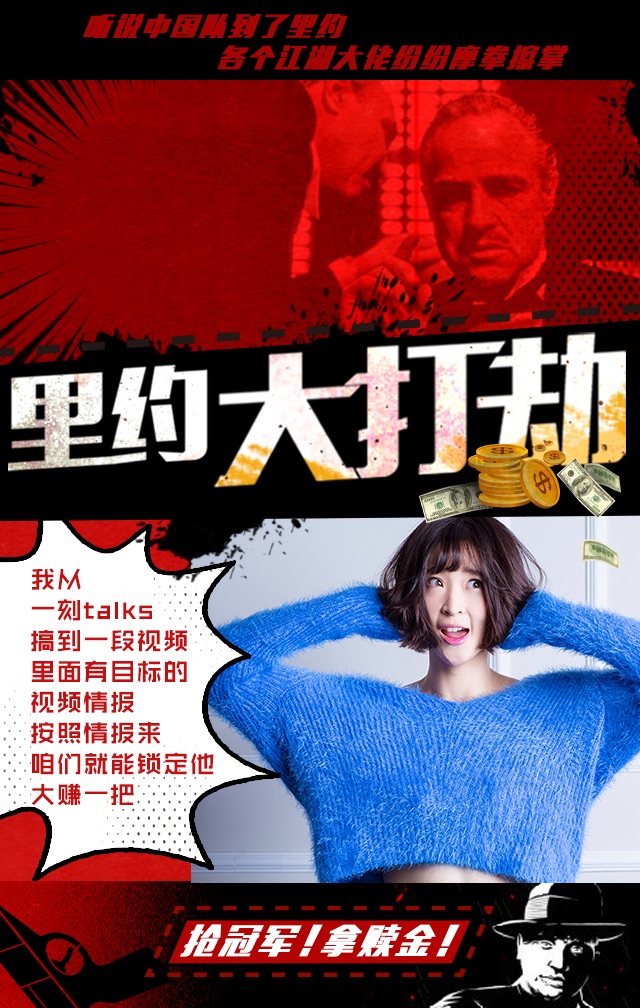 听说中国队到了里约
各个江湖大佬纷纷摩拳擦掌
里约大打劫
我从
一刻talks
搞到一段视频
里面有目标的
视频情报
按照情报来
咱们就能锁定他
大赚一把
抢冠军！拿赎金！